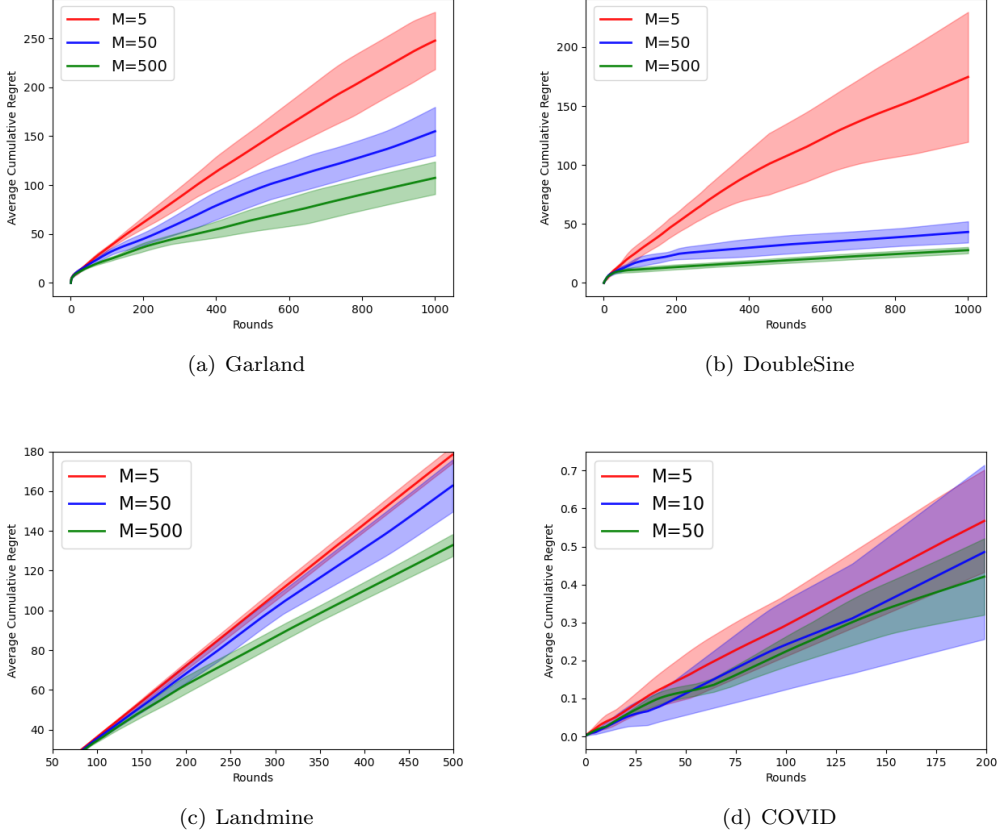 M=5
M=50
M=500
Average Cumulative Regret
250
200
150
100
50
0
0 200 400 600 800 1000
Rounds
(a) Garland
M=5
M=50
M=500
Average Cumulative Regret
200
150
100
50
0
0 200 400 600 800 1000
Rounds
(b) DoubleSine
M=5
M=50
M=500
Average Cumulative Regret
180
160
140
120
100
80
60
40
50 100 150 200 250 300 350 400 450 500
Rounds
(c) Landmine
M=5
M=10
M=50
Average Cumulative Regret
0.7
0.6
0.5
0.4
0.3
0.2
0.1
0.0
0 25 50 75 100 125 150 175 200
Rounds
(d) COVID